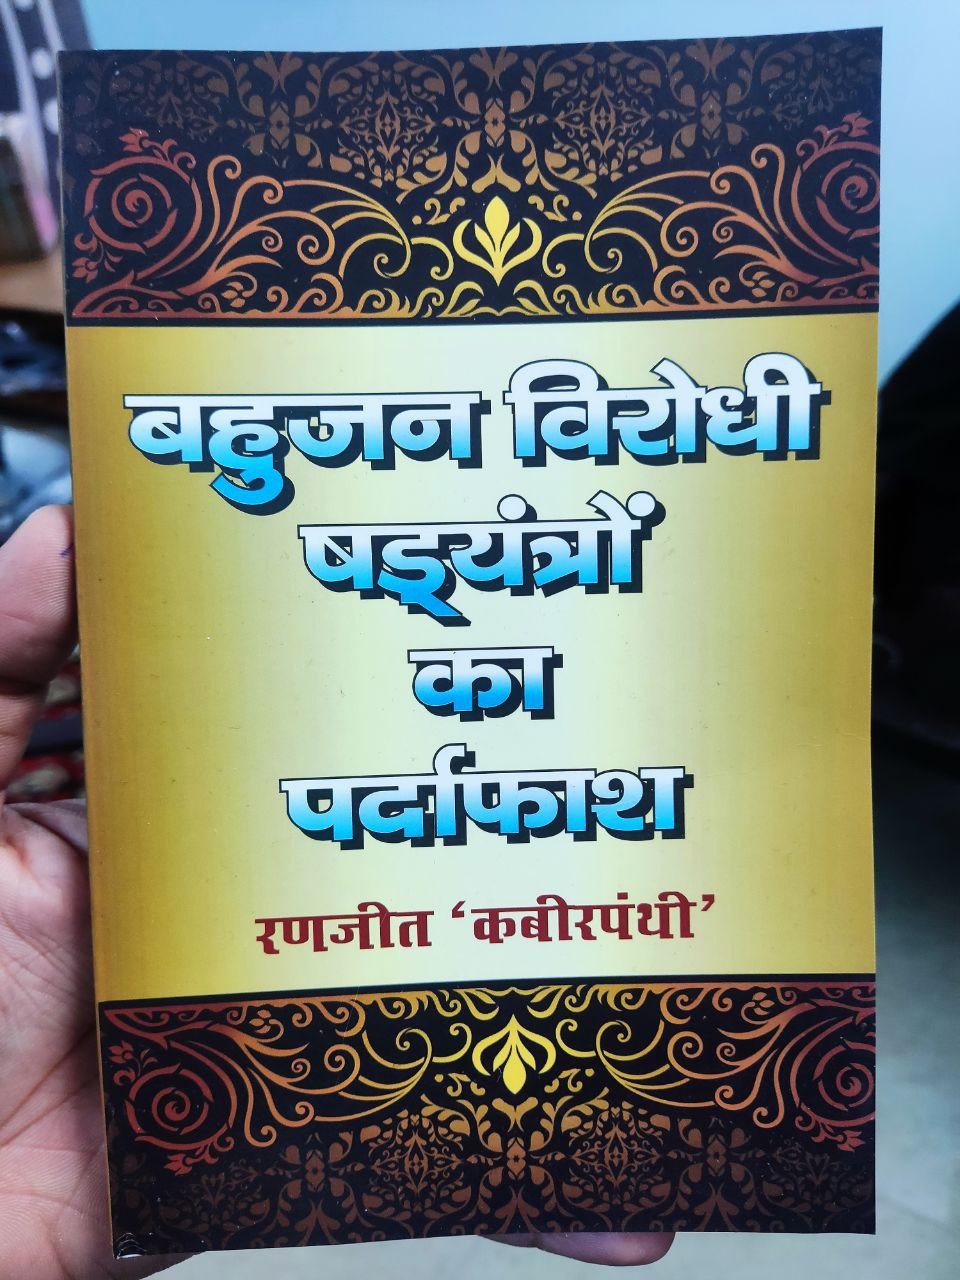 बहुजन विरोधी
षड्यंत्रों
का
पर्दाफाश
रणजीत ‘कबीरपंथी’